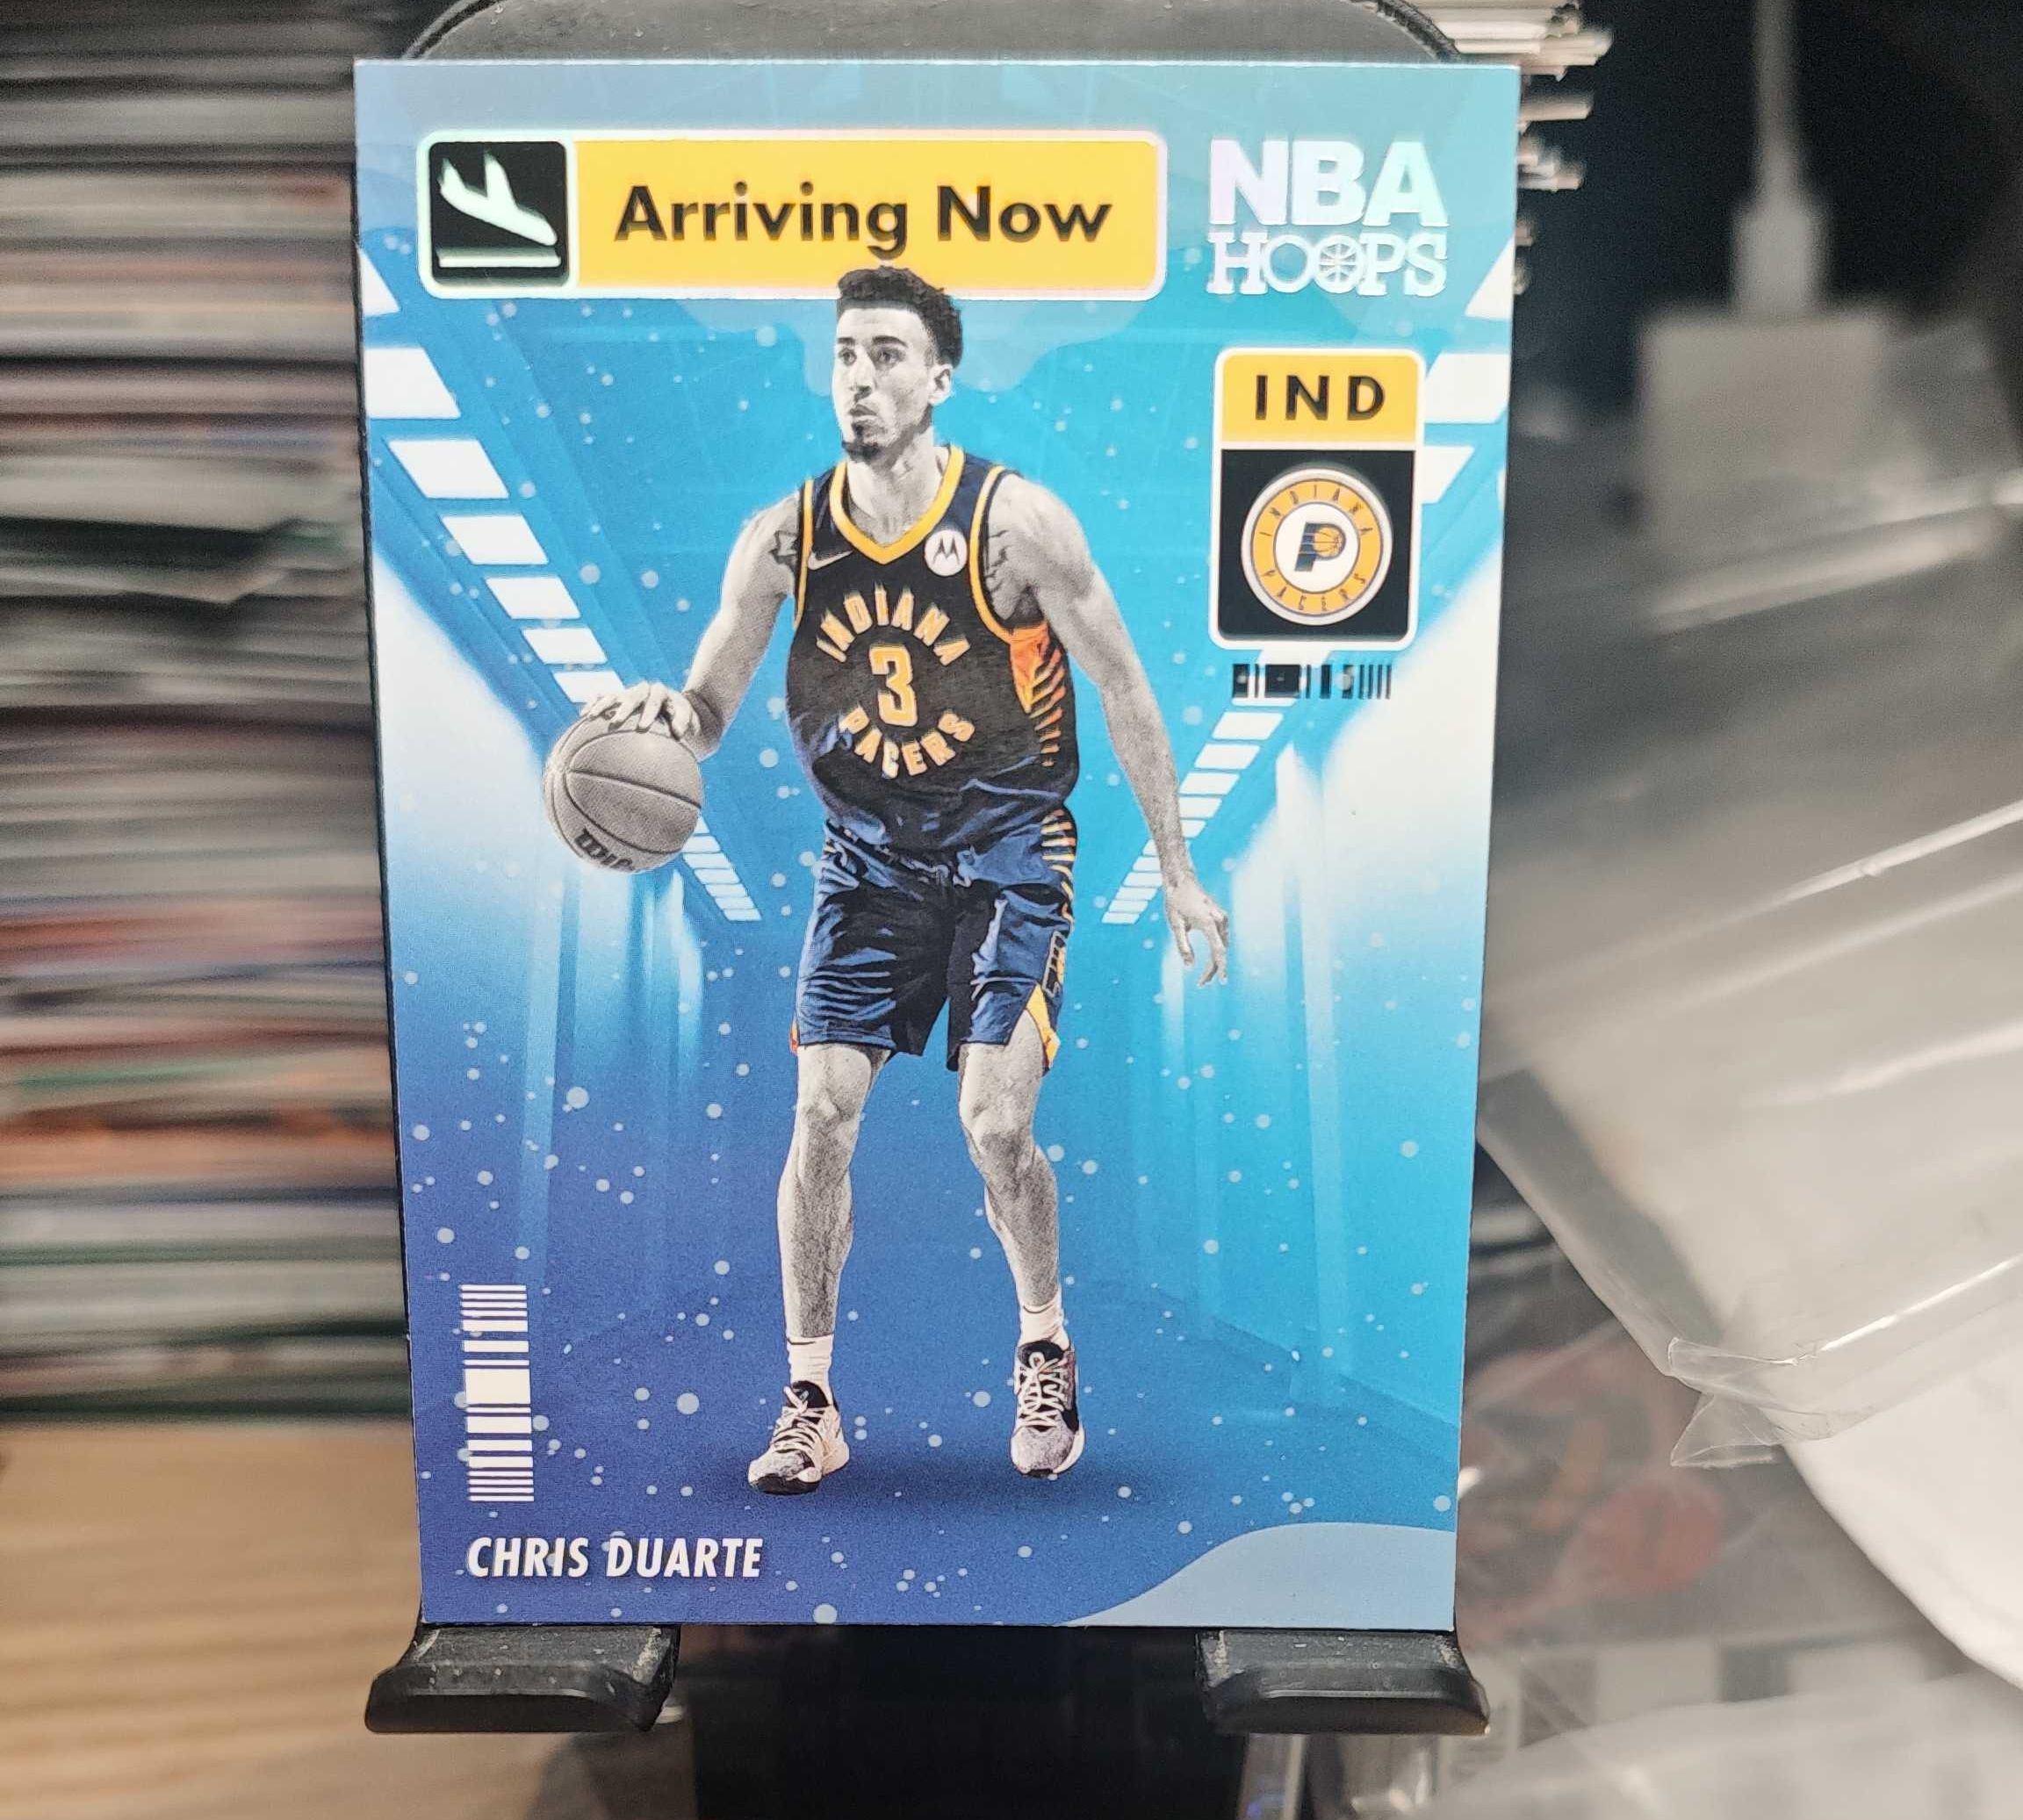 Arriving Now
NBA
HOOPS
IND
INDIANA
PACERS
INDIANA
3
PACERS
CHRIS DUARTE